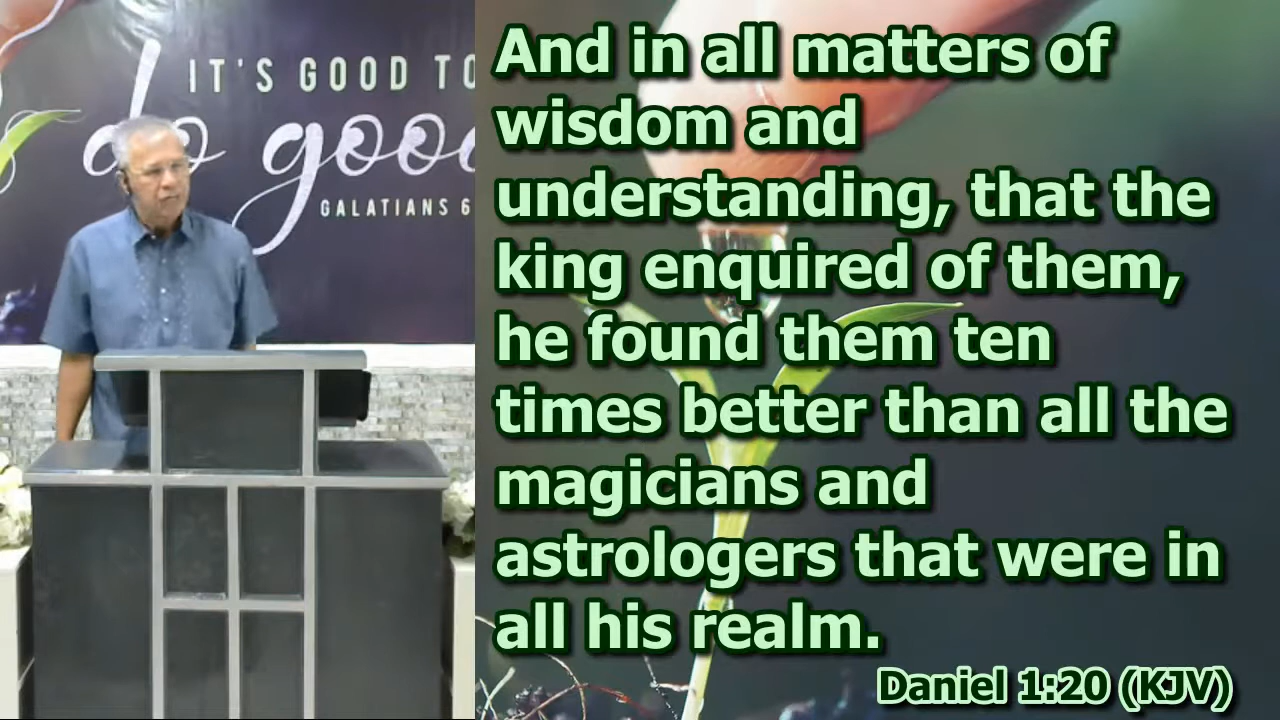 IT'S GOOD TO
do good
GALATIANS 6
And in all matters of
wisdom and
understanding, that the
king enquired of them,
he found them ten
times better than all the
magicians and
astrologers that were in
all his realm.
Daniel 1:20 (KJV)